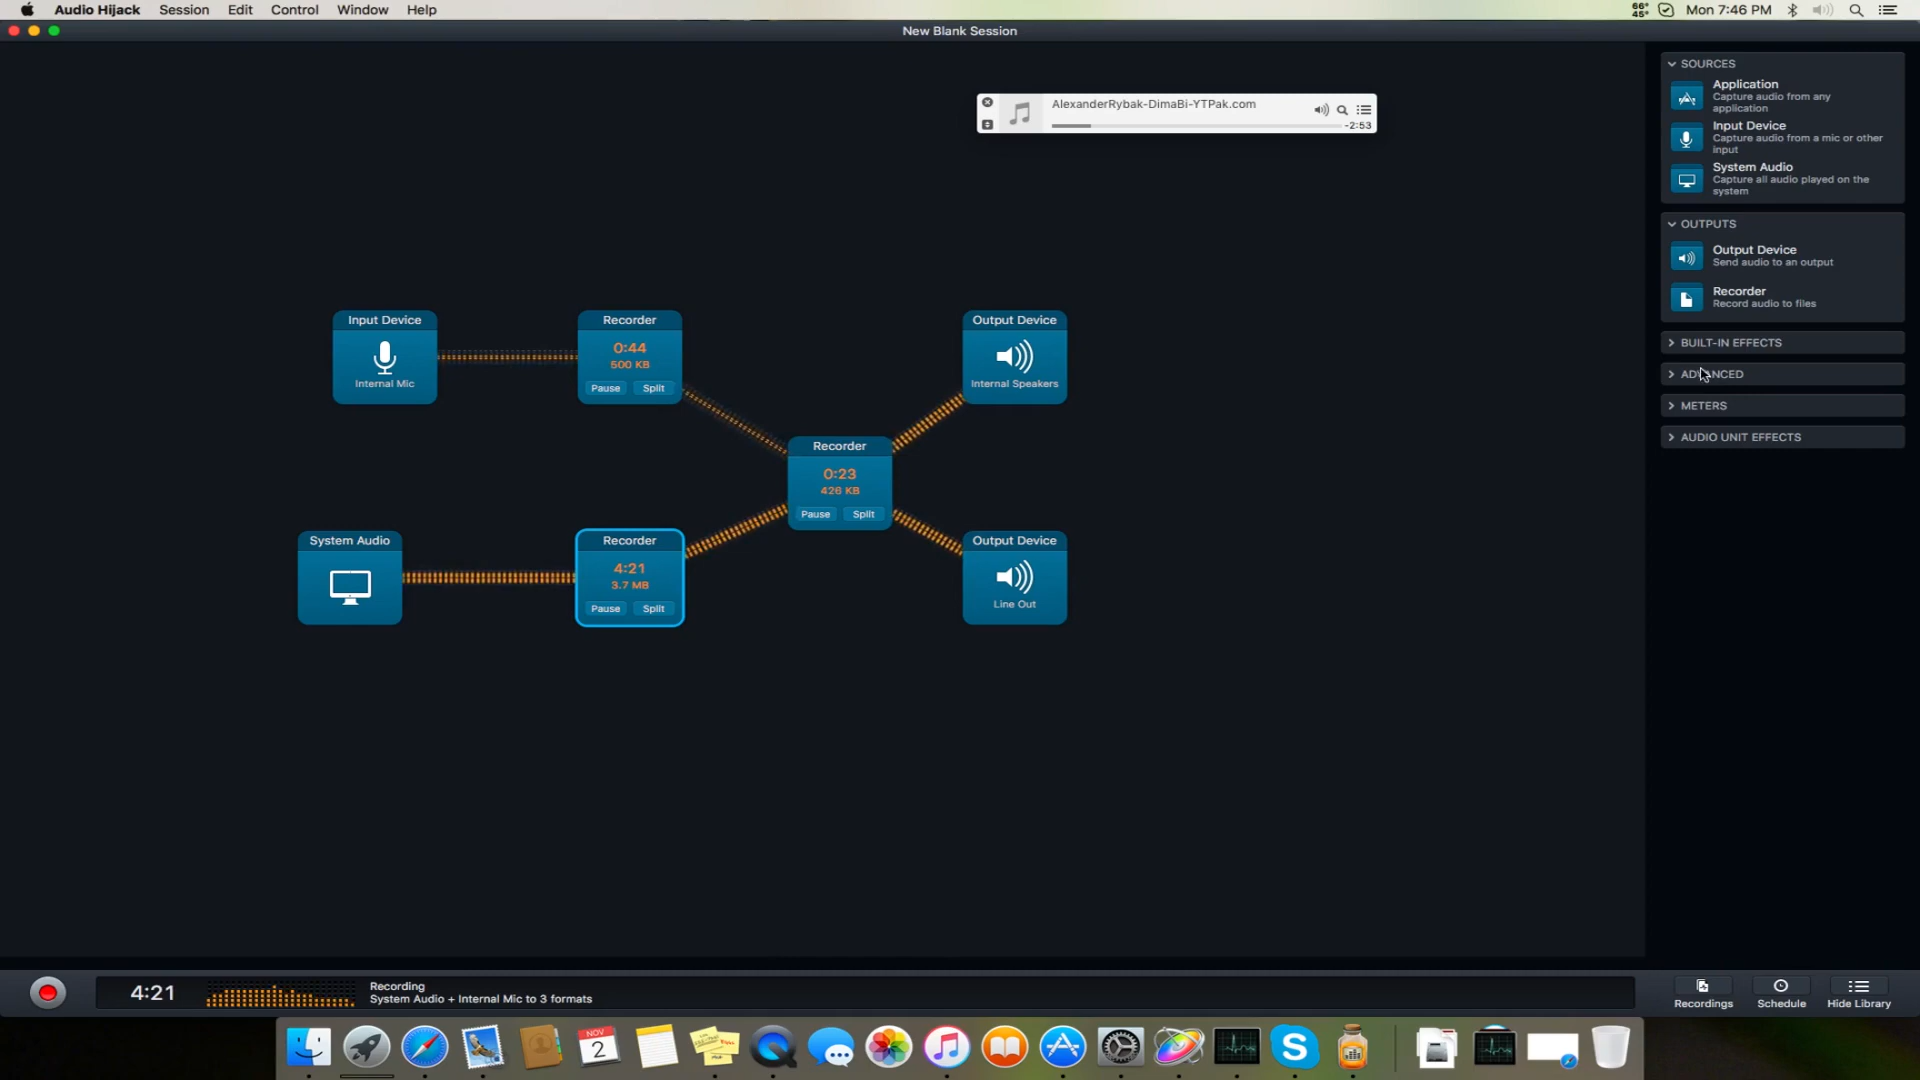 Audio Hijack Session Edit Control Window Help
66°
45°
Mon 7:46 PM
New Blank Session
AlexanderRybak-DimaBi-YTPak.com
-2:53
SOURCES
Application
Capture audio from any
application
Input Device
Capture audio from a mic or other
input
System Audio
Capture all audio played on the
system
OUTPUTS
Output Device
Send audio to an output
Recorder
Record audio to files
BUILT-IN EFFECTS
ADVANCED
METERS
AUDIO UNIT EFFECTS
Input Device
Internal Mic
Recorder
0:44
500 KB
Pause Split
Output Device
Internal Speakers
Recorder
0:23
426 KB
Pause Split
System Audio
Recorder
4:21
3.7 MB
Pause Split
Output Device
Line Out
4:21
Recording
System Audio + Internal Mic to 3 formats
Recordings
Schedule
Hide Library
NOV
2